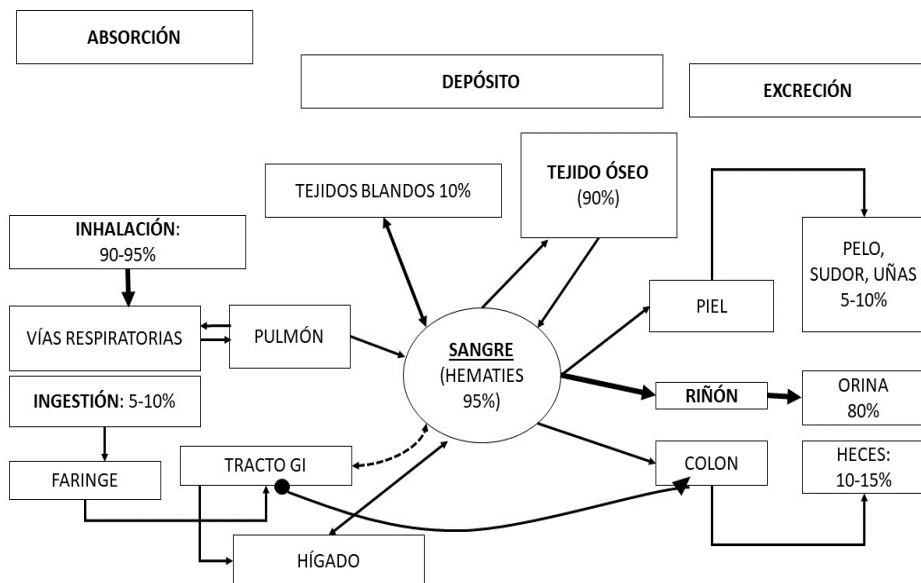 ABSORCIÓN
DEPÓSITO
EXCRECIÓN
TEJIDOS BLANDOS 10%
TEJIDO ÓSEO
(90%)
INHALACIÓN:
90-95%
VÍAS RESPIRATORIAS
PULMÓN
INGESTIÓN: 5-10%
FARINGE
TRACTO GI
HÍGADO
SANGRE
(HEMATIES
95%)
PIEL
PELO,
SUDOR, UÑAS
5-10%
RIÑÓN
ORINA
80%
COLON
HECES:
10-15%